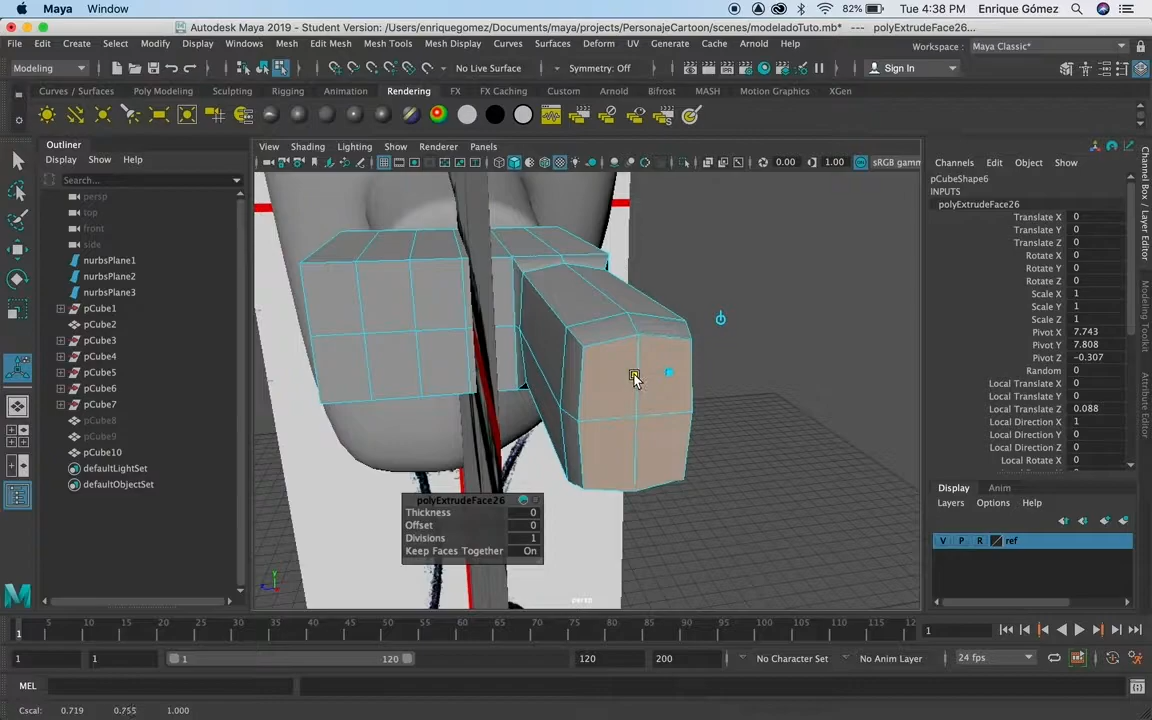 Maya Window 82% Tue 4:38 PM Enrique Gómez
Autodesk Maya 2019 - Student Version: /Users/enriquegomez/Documents/maya/projects/PersonajeCartoon/scenes/modeladoTuto.mb* --- polyExtrudeFace26...
File Edit Create Select Modify Display Windows Mesh Edit Mesh Mesh Tools Mesh Display Curves Surfaces Deform UV Generate Cache Arnold Help Workspace : Maya Classic*
Modeling No Live Surface Symmetry: Off Sign In
Curves / Surfaces Poly Modeling Sculpting Rigging Animation Rendering FX FX Caching Custom Arnold Bifrost MASH Motion Graphics XGen
Outliner
Display Show Help
Search...
persp
top
front
side
nurbsPlane1
nurbsPlane2
nurbsPlane3
pCube1
pCube2
pCube3
pCube4
pCube5
pCube6
pCube7
pCube8
pCube9
pCube10
defaultLightSet
defaultObjectSet
View Shading Lighting Show Renderer Panels
0.00 1.00 sRGB gamm
polyExtrudeFace26
Thickness 0
Offset 0
Divisions 1
Keep Faces Together On
persp
Channels Edit Object Show
pCubeShape6
INPUTS
polyExtrudeFace26
Translate X 0
Translate Y 0
Translate Z 0
Rotate X 0
Rotate Y 0
Rotate Z 0
Scale X 1
Scale Y 1
Scale Z 1
Pivot X 7.743
Pivot Y 7.808
Pivot Z -0.307
Random 0
Local Translate X 0
Local Translate Y 0
Local Translate Z 0.088
Local Direction X 1
Local Direction Y 0
Local Direction Z 0
Local Rotate X 0
Display Anim
Layers Options Help
V P R ref
Channel Box / Layer Editor
Modeling Toolkit
Attribute Editor
5 10 15 20 25 30 35 40 45 50 55 60 65 70 75 80 85 90 95 100 105 110 115 12
1 1
1 1 1 120 120 200 No Character Set No Anim Layer 24 fps
MEL
Cscal: 0.719 0.755 1.000